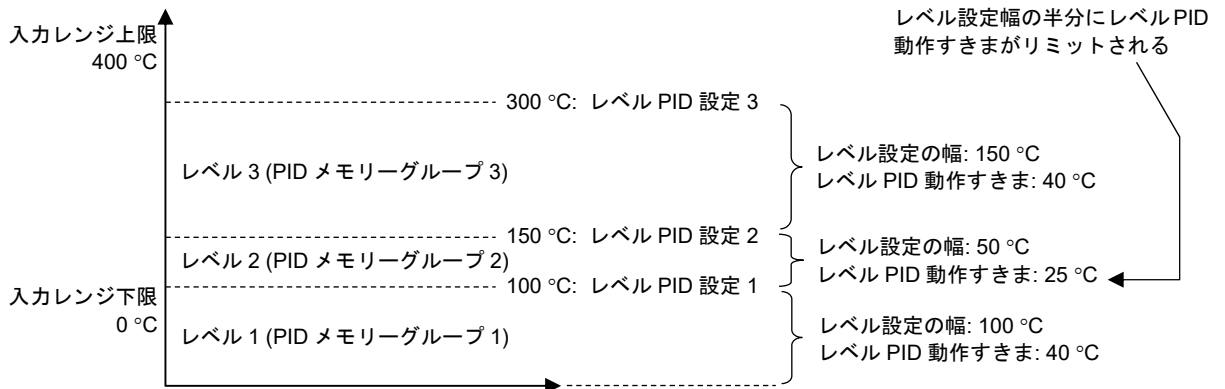 レベル設定幅の半分にレベル PID
動作すきまがリミットされる
入力レンジ上限
400 °C
300 °C: レベル PID 設定 3
レベル設定の幅: 150 °C
レベル PID 動作すきま: 40 °C
レベル 3 (PID メモリーグループ 3)
150 °C: レベル PID 設定 2
レベル設定の幅: 50 °C
レベル PID 動作すきま: 25 °C
レベル 2 (PID メモリーグループ 2)
100 °C: レベル PID 設定 1
入力レンジ下限
0 °C
レベル 1 (PID メモリーグループ 1)
レベル設定の幅: 100 °C
レベル PID 動作すきま: 40 °C